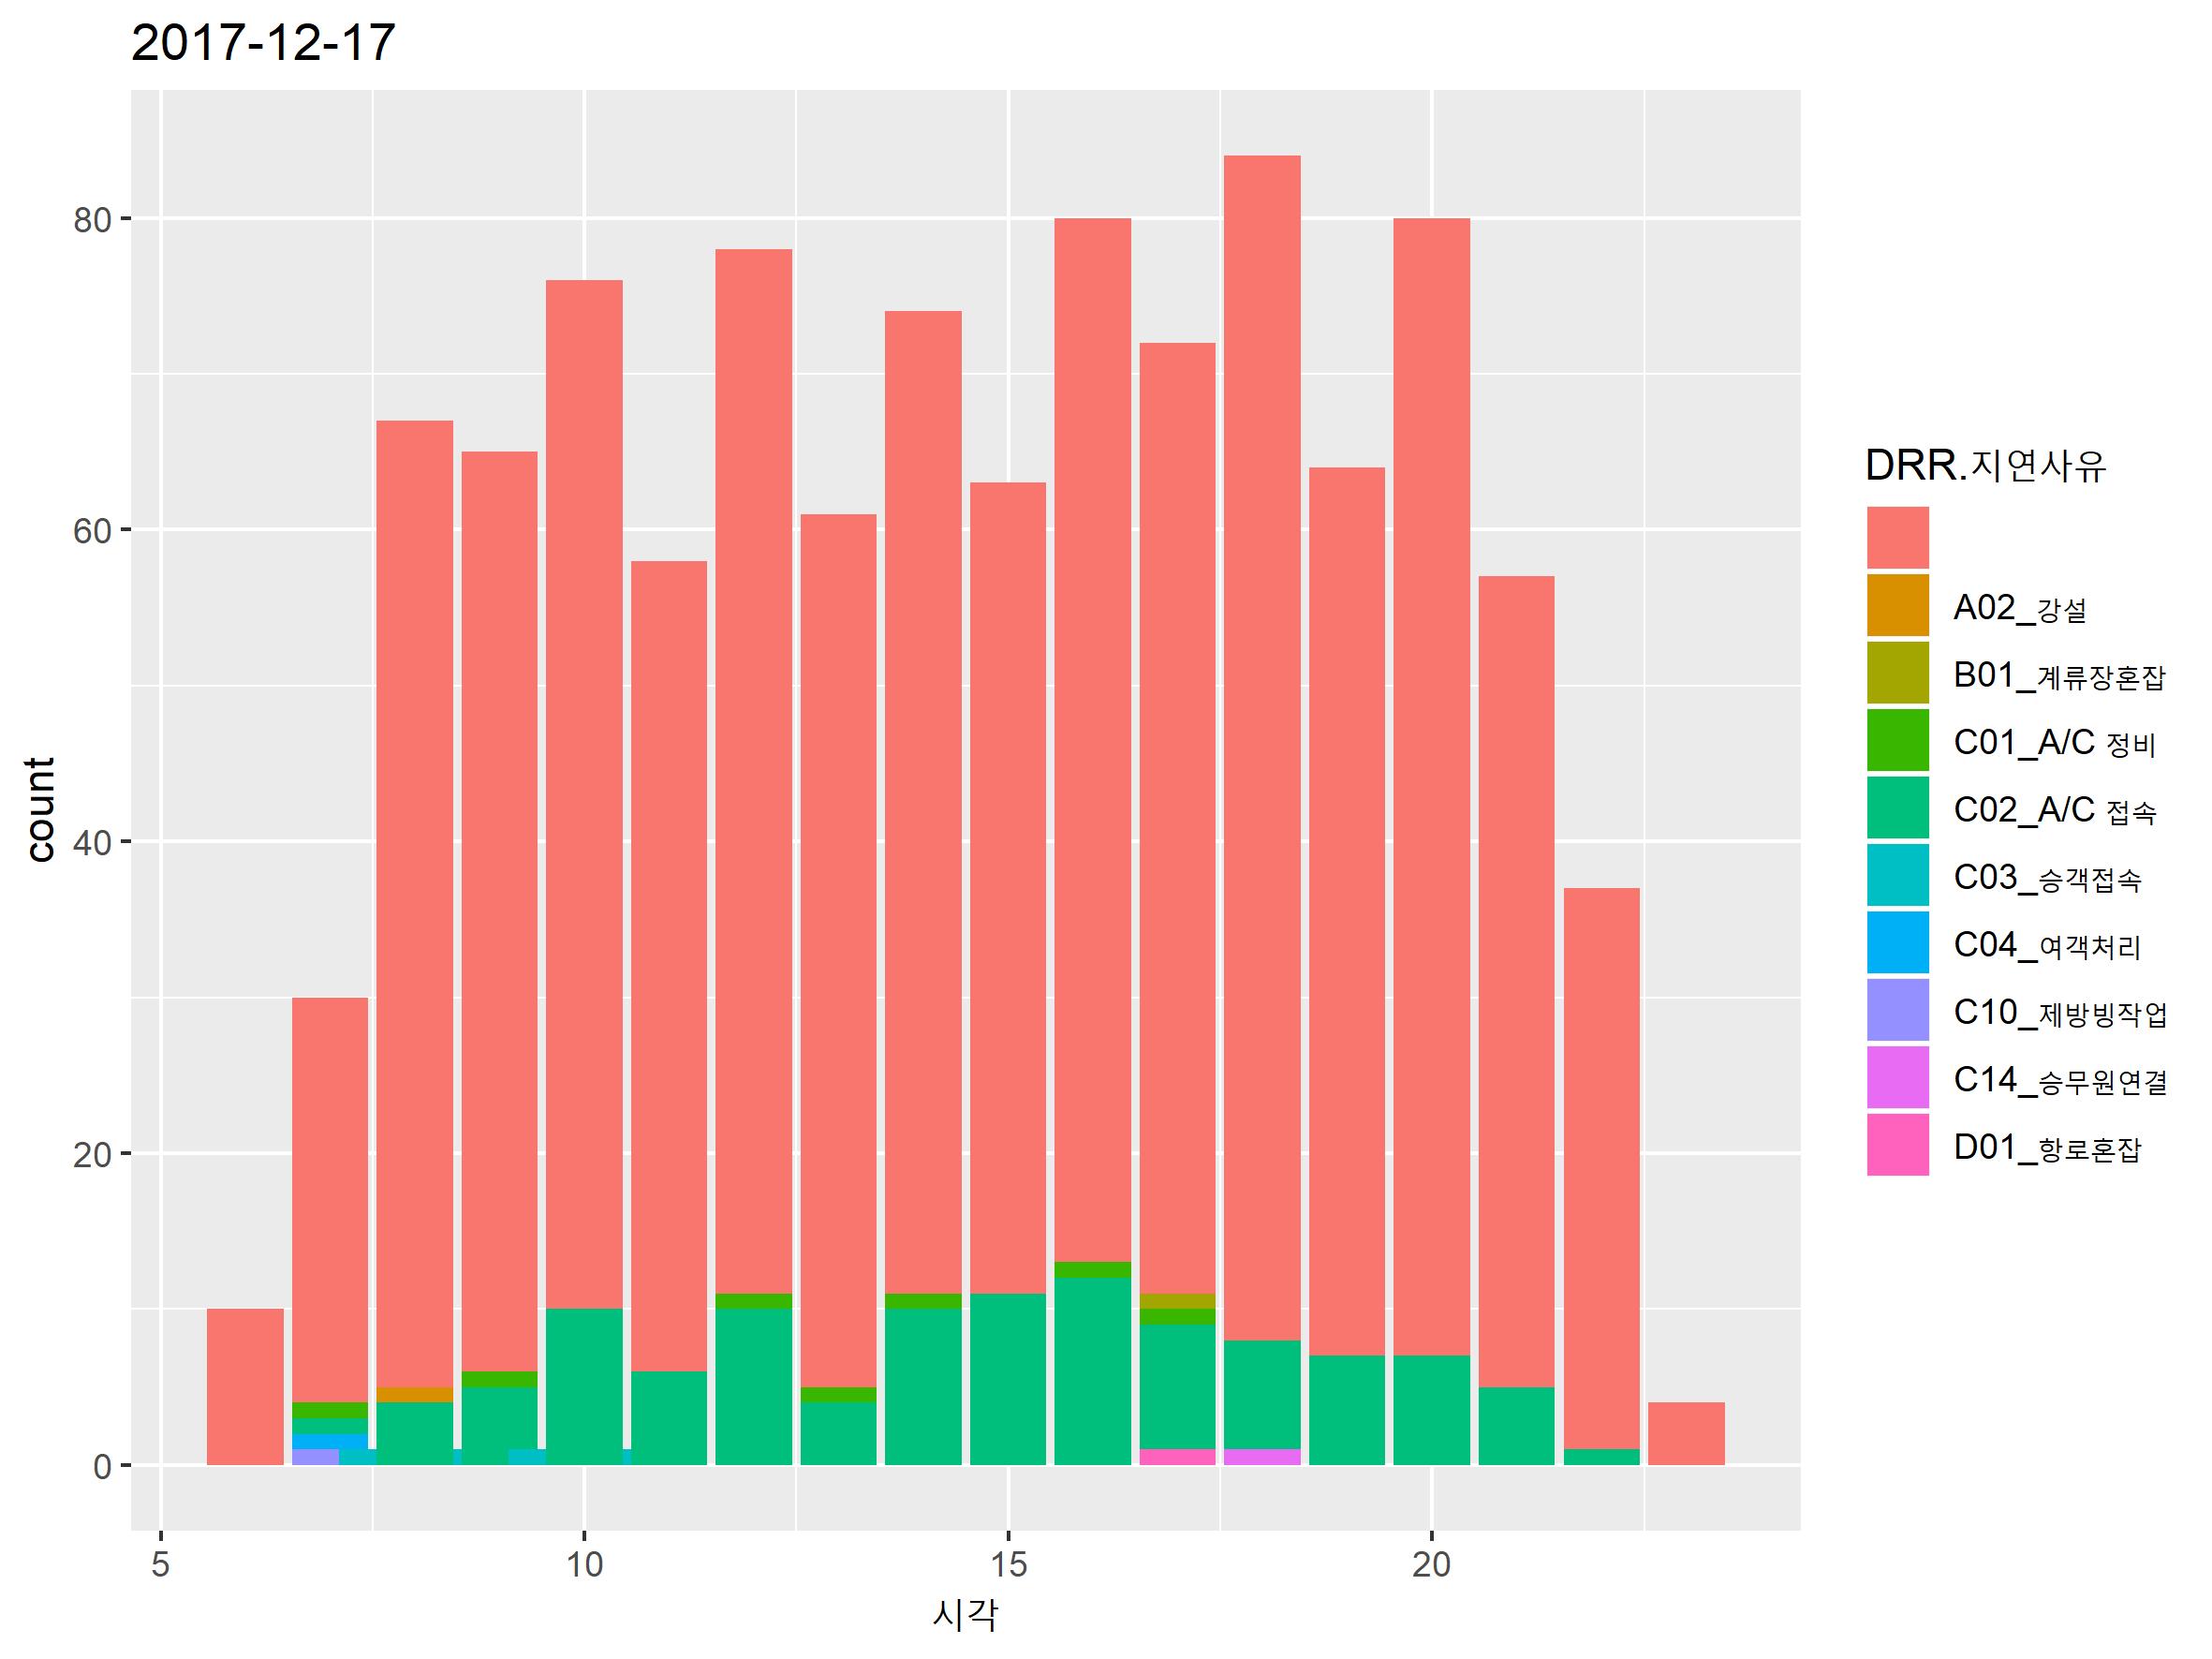 2017-12-17
80
60
40
20
0
count
5 10 15 20
시각
DRR.지연사유
A02_강설
B01_계류장혼잡
C01_A/C 정비
C02_A/C 접속
C03_승객접속
C04_여객처리
C10_제방빙작업
C14_승무원연결
D01_항로혼잡